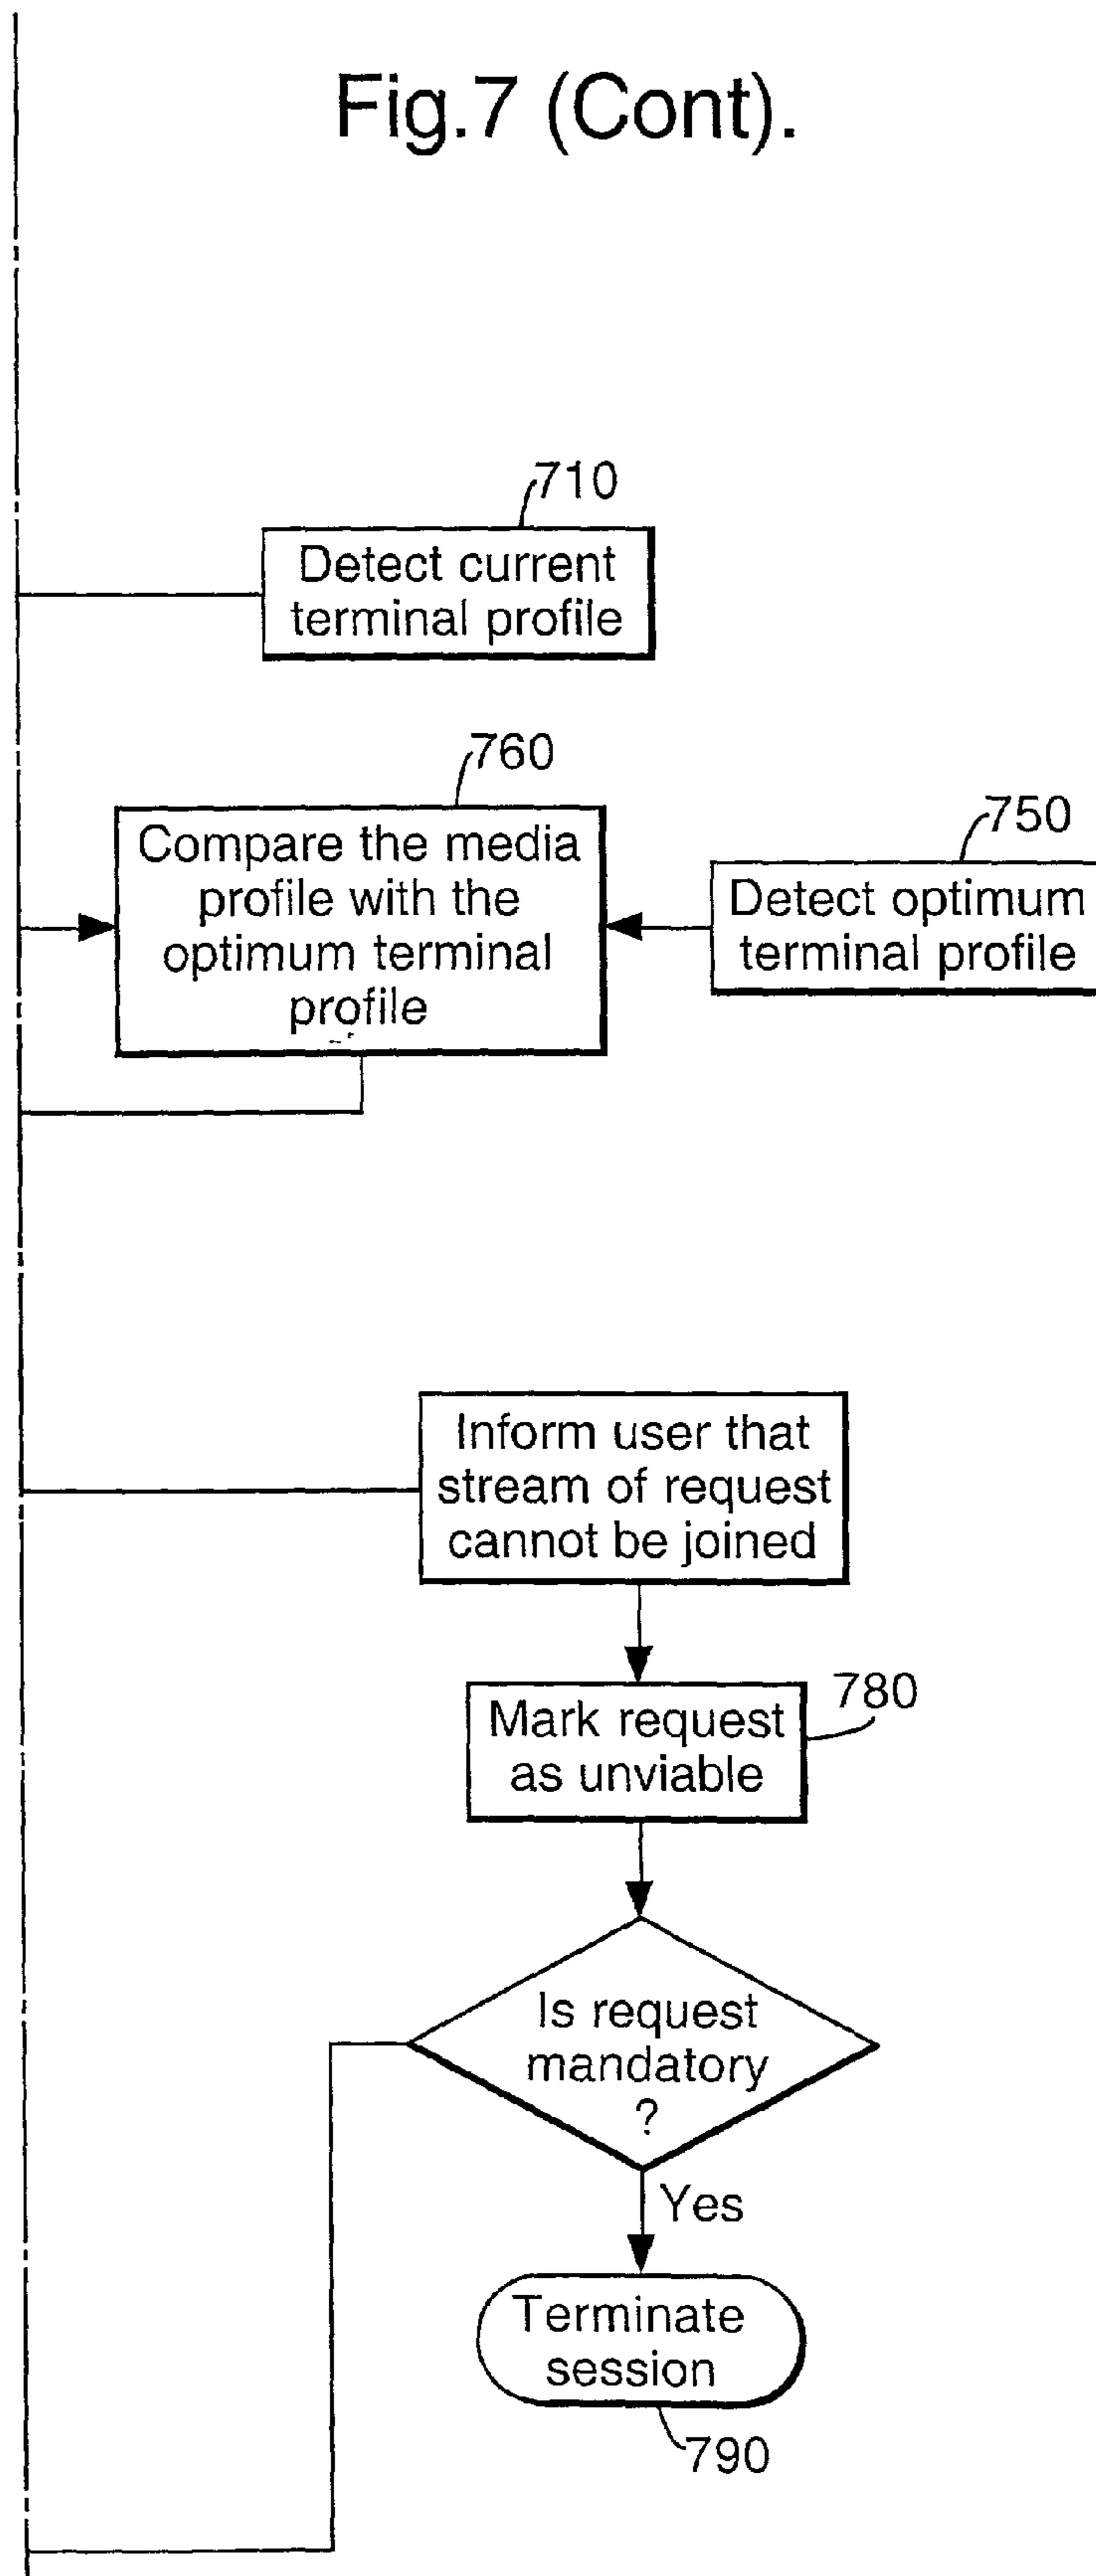 Fig.7 (Cont).
710
Detect current
terminal profile
760
Compare the media
profile with the
optimum terminal
profile
750
Detect optimum
terminal profile
Inform user that
stream of request
cannot be joined
780
Mark request
as unviable
Is request
mandatory
?
Yes
Terminate
session
790